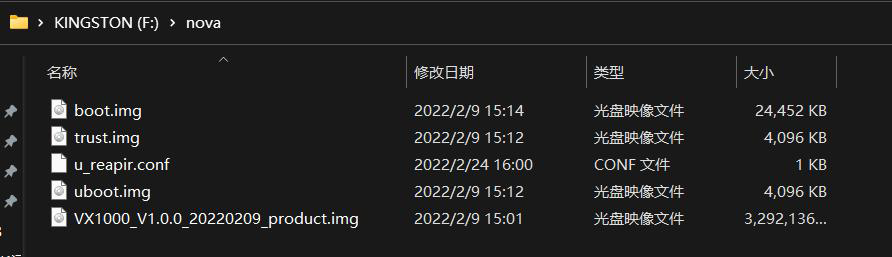 KINGSTON (F:) > nova
名称 修改日期 类型 大小
boot.img 2022/2/9 15:14 光盘映像文件 24,452 KB
trust.img 2022/2/9 15:12 光盘映像文件 4,096 KB
u_reapir.conf 2022/2/24 16:00 CONF 文件 1 KB
uboot.img 2022/2/9 15:12 光盘映像文件 4,096 KB
VX1000_V1.0.0_20220209_product.img 2022/2/9 15:01 光盘映像文件 3,292,136...